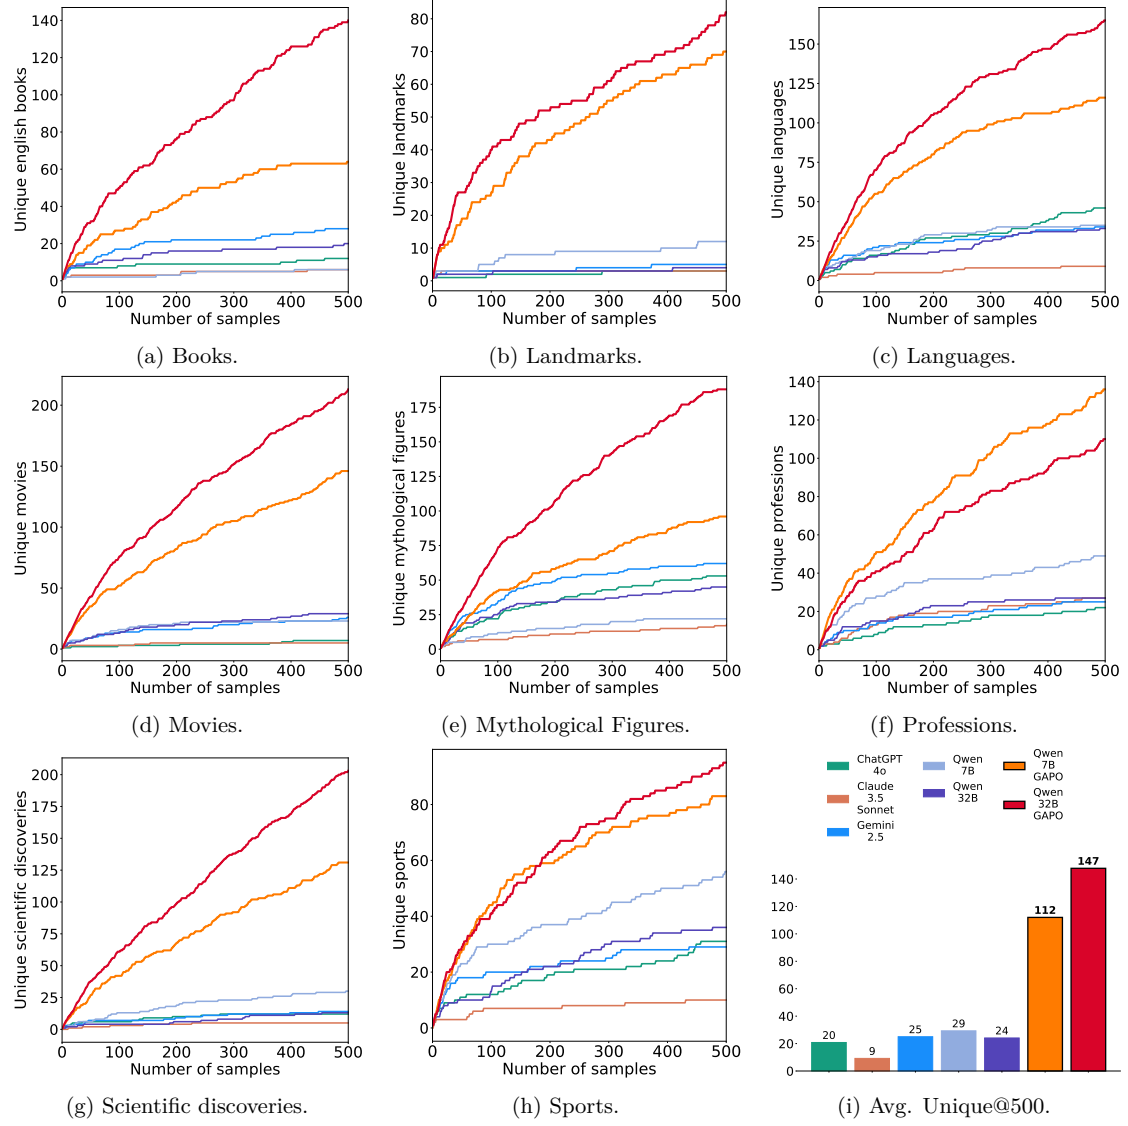 140
120
100
80
60
40
20
0
Unique english books
0 100 200 300 400 500
Number of samples
(a) Books.
80
70
60
50
40
30
20
10
0
Unique landmarks
0 100 200 300 400 500
Number of samples
(b) Landmarks.
150
125
100
75
50
25
0
Unique languages
0 100 200 300 400 500
Number of samples
(c) Languages.
200
150
100
50
0
Unique movies
0 100 200 300 400 500
Number of samples
(d) Movies.
175
150
125
100
75
50
25
0
Unique mythological figures
0 100 200 300 400 500
Number of samples
(e) Mythological Figures.
140
120
100
80
60
40
20
0
Unique professions
0 100 200 300 400 500
Number of samples
(f) Professions.
200
175
150
125
100
75
50
25
0
Unique scientific discoveries
0 100 200 300 400 500
Number of samples
(g) Scientific discoveries.
80
60
40
20
0
Unique sports
0 100 200 300 400 500
Number of samples
(h) Sports.
ChatGPT
4o
Claude
3.5
Sonnet
Gemini
2.5
Qwen
7B
Qwen
32B
Qwen
7B
GAPO
Qwen
32B
GAPO
140
120
100
80
60
40
20
0
20 9 25 29 24 112 147
(i) Avg. Unique@500.